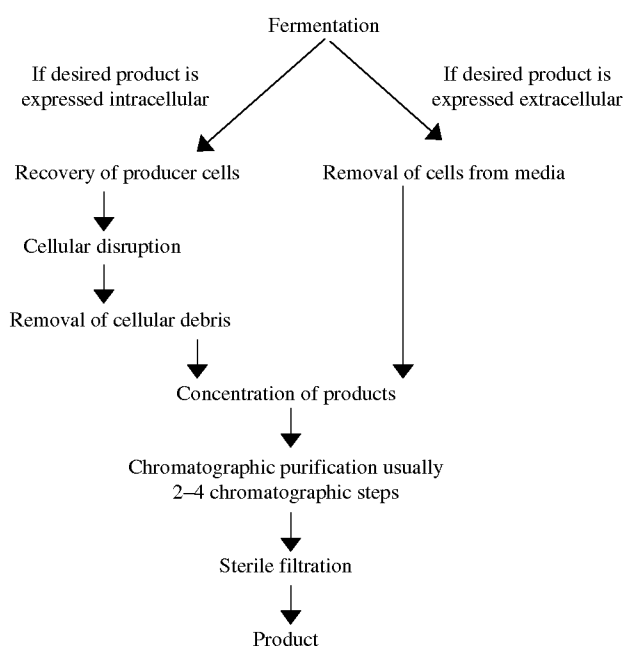 Fermentation
If desired product is
expressed intracellular
If desired product is
expressed extracellular
Recovery of producer cells
Removal of cells from media
Cellular disruption
Removal of cellular debris
Concentration of products
Chromatographic purification usually
2–4 chromatographic steps
Sterile filtration
Product